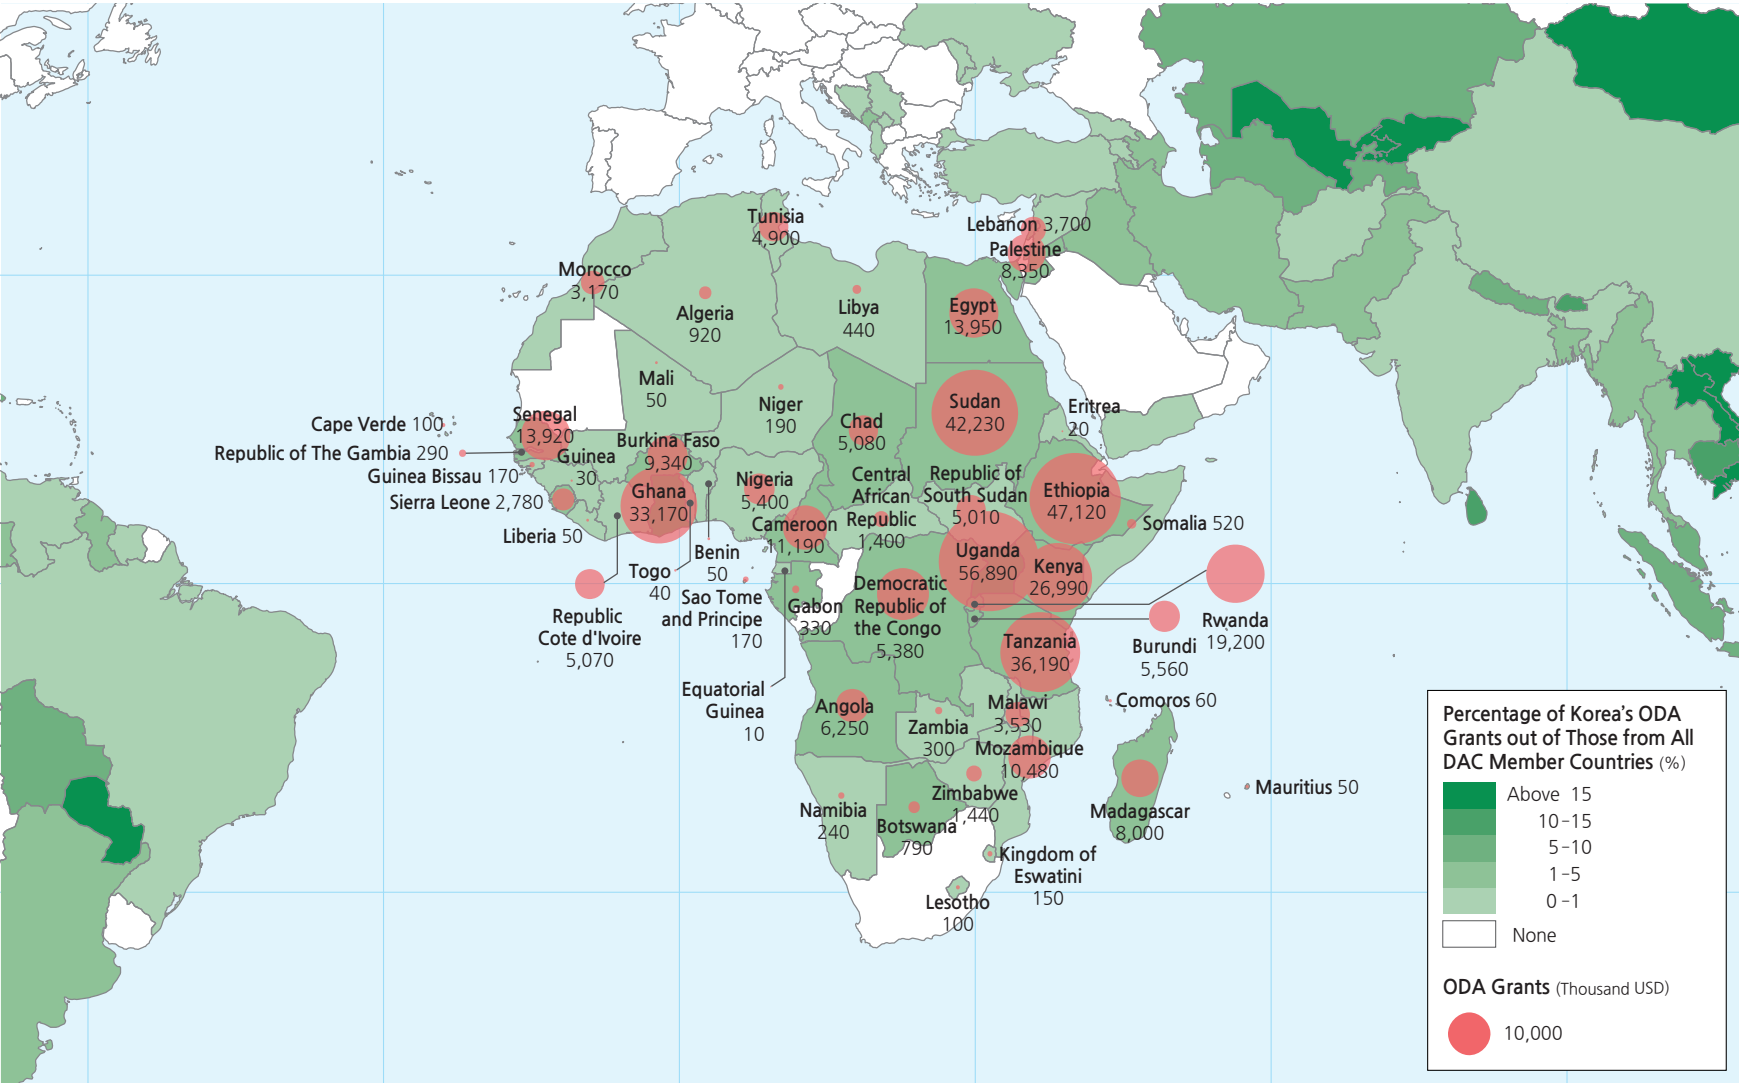 Tunisia
4,900
Lebanon 3,700
Palestine
8,350
Morocco
3,170
Algeria
920
Libya
440
Egypt
13,950
Mali
50
Niger
190
Chad
5,080
Sudan
42,230
Eritrea
20
Cape Verde 100
Senegal
13,920
Republic of The Gambia 290
Guinea Bissau 170
Guinea
30
Burkina Faso
9,340
Sierra Leone 2,780
Liberia 50
Ghana
33,170
Nigeria
5,400
Cameroon
11,190
Central
African
Republic
1,400
Republic of
South Sudan
5,010
Ethiopia
47,120
Somalia 520
Uganda
56,890
Kenya
26,990
Benin
50
Togo
40
Sao Tome
and Principe
170
Republic
Cote d'Ivoire
5,070
Gabon
330
Democratic
Republic of
the Congo
5,380
Rwanda
19,200
Burundi
5,560
Tanzania
36,190
Equatorial
Guinea
10
Angola
6,250
Zambia
300
Malawi
3,530
Comoros 60
Mozambique
10,480
Zimbabwe
1,440
Namibia
240
Botswana
790
Madagascar
8,000
Mauritius 50
Kingdom of
Eswatini
150
Lesotho
100
Percentage of Korea's ODA
Grants out of Those from All
DAC Member Countries (%)
Above 15
10-15
5-10
1-5
0-1
None
ODA Grants (Thousand USD)
10,000